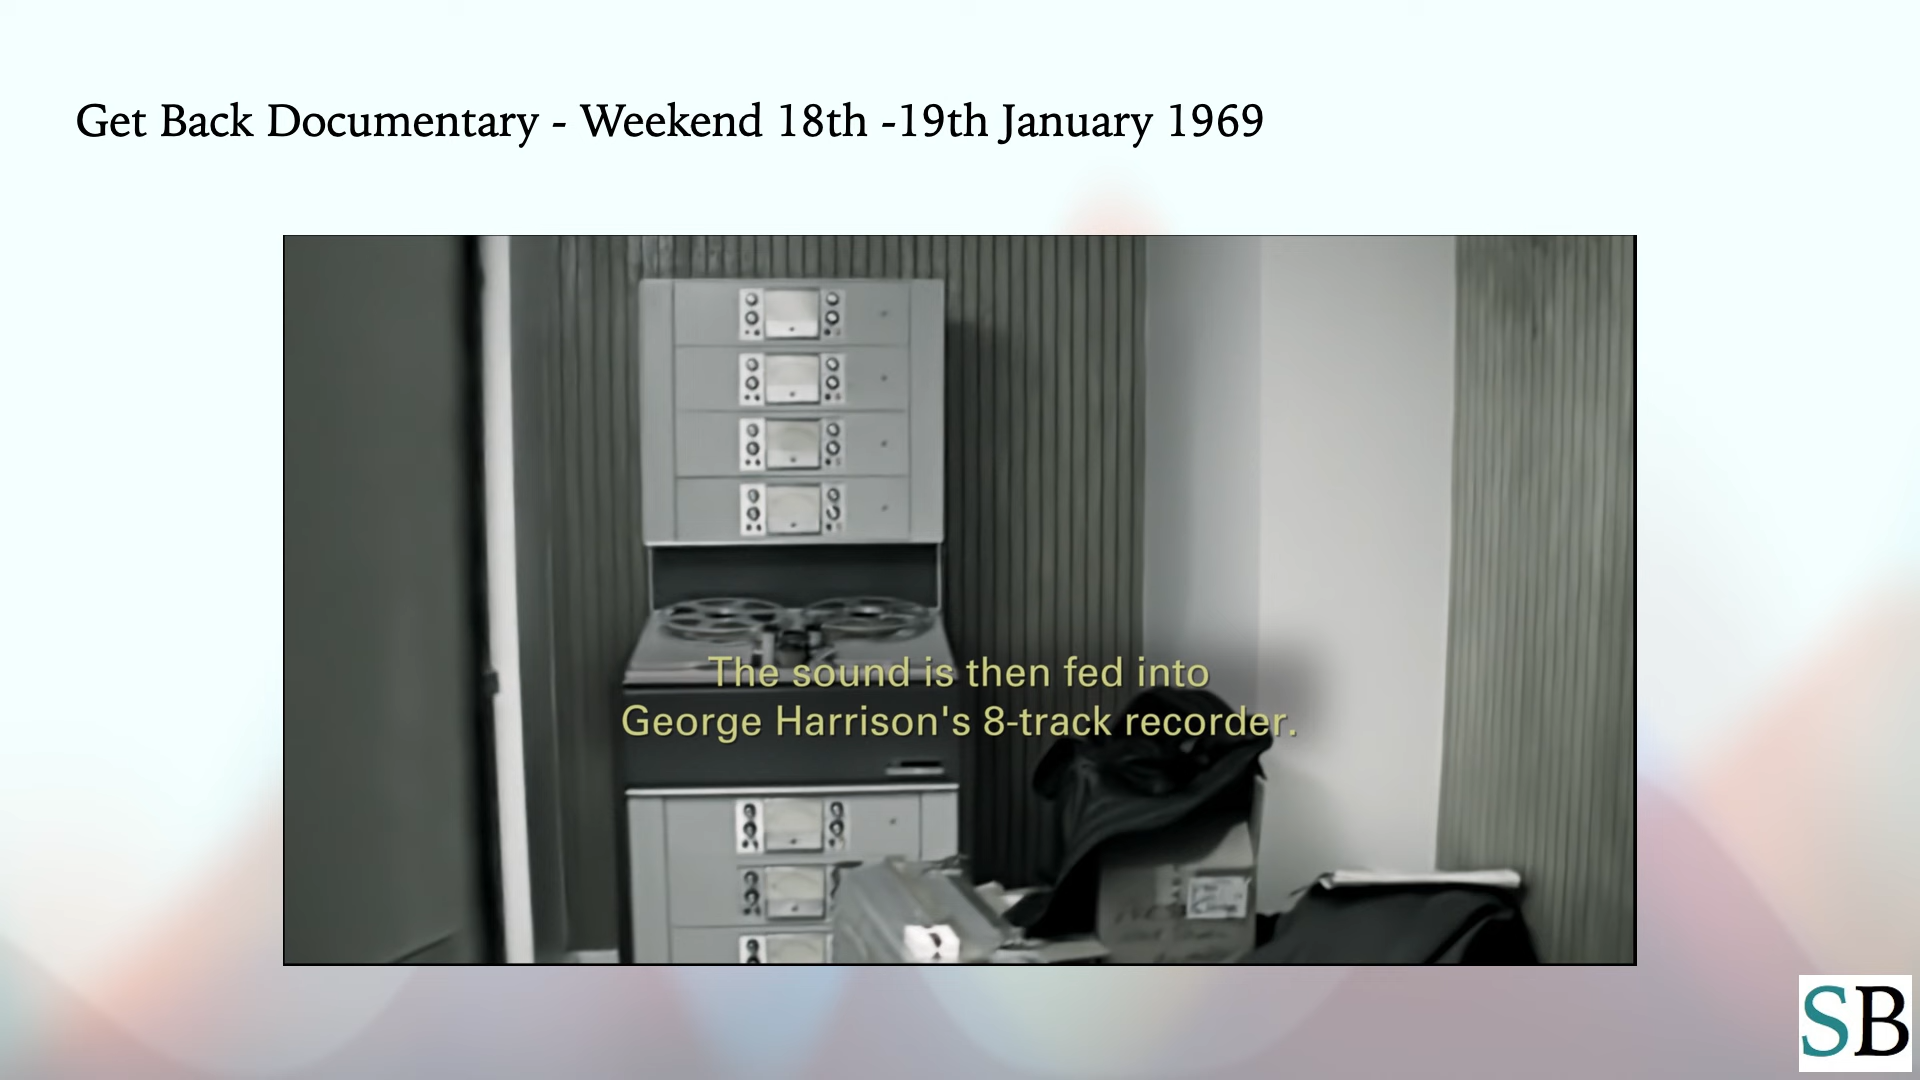 Get Back Documentary - Weekend 18th -19th January 1969
The sound is then fed into
George Harrison's 8-track recorder.
SB